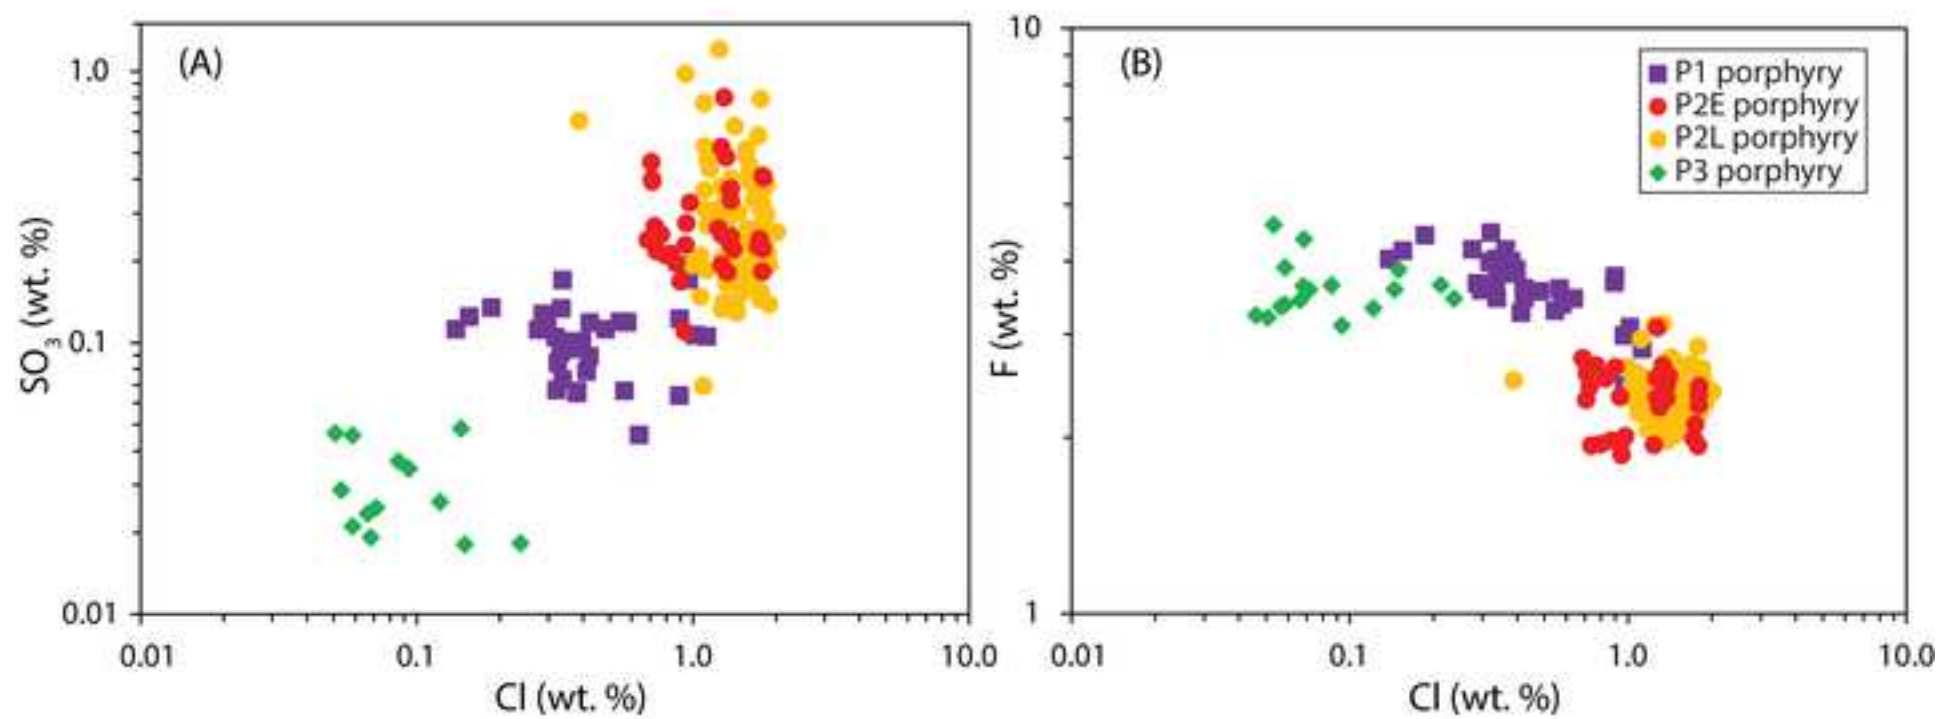 (A)
1.0
0.1
0.01
SO3 (wt. %)
0.01
0.1
1.0
10.0
Cl (wt. %)
(B)
P1 porphyry
P2E porphyry
P2L porphyry
P3 porphyry
10
1
F (wt. %)
0.01
0.1
1.0
10.0
Cl (wt. %)